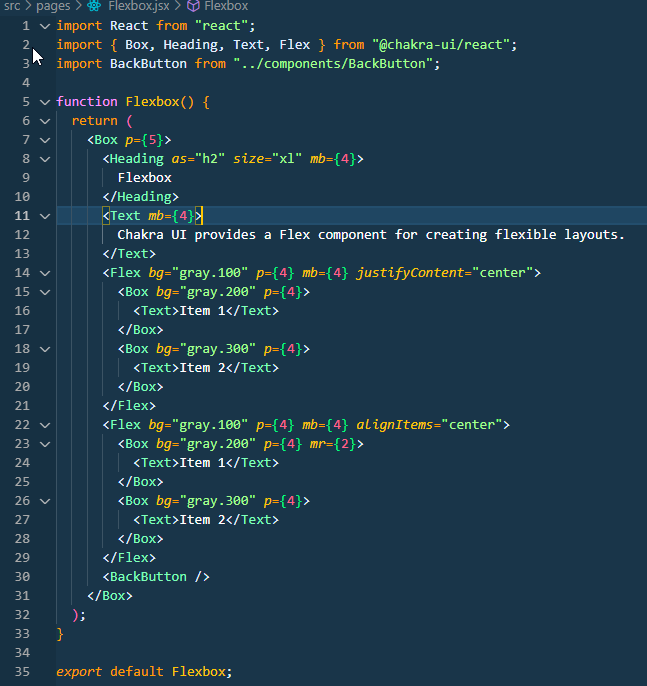 src > pages > Flexbox.jsx > Flexbox
1 import React from "react";
2 import { Box, Heading, Text, Flex } from "@chakra-ui/react";
3 import BackButton from "../components/BackButton";
4
5 function Flexbox() {
6   return (
7     <Box p={5}>
8       <Heading as="h2" size="xl" mb={4}>
9         Flexbox
10       </Heading>
11       <Text mb={4}>
12         Chakra UI provides a Flex component for creating flexible layouts.
13       </Text>
14       <Flex bg="gray.100" p={4} mb={4} justifyContent="center">
15         <Box bg="gray.200" p={4}>
16           <Text>Item 1</Text>
17         </Box>
18         <Box bg="gray.300" p={4}>
19           <Text>Item 2</Text>
20         </Box>
21       </Flex>
22       <Flex bg="gray.100" p={4} mb={4} alignItems="center">
23         <Box bg="gray.200" p={4} mr={2}>
24           <Text>Item 1</Text>
25         </Box>
26         <Box bg="gray.300" p={4}>
27           <Text>Item 2</Text>
28         </Box>
29       </Flex>
30       <BackButton />
31     </Box>
32   );
33 }
34
35 export default Flexbox;